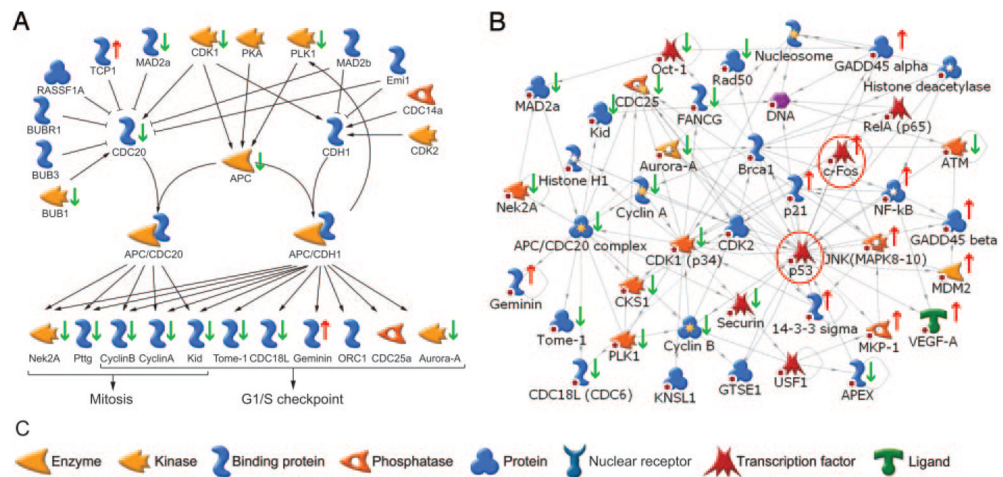 A
TCP1
MAD2a
CDK1
PKA
PLK1
MAD2b
Emi1
RASSF1A
CDC14a
BUBR1
CDC20
CDH1
CDK2
BUB3
APC
BUB1
APC/CDC20
APC/CDH1
Nek2A
Pttg
CyclinB
CyclinA
Kid
Tome-1
CDC18L
Geminin
ORC1
CDC25a
Aurora-A
Mitosis
G1/S checkpoint
B
Oct-1
Nucleosome
GADD45 alpha
Rad50
Histone deacetylase
MAD2a
CDC25
FANCG
DNA
RelA (p65)
Kid
Aurora-A
Brca1
c-Fos
ATM
Histone H1
Nek2A
Cyclin A
p21
NF-kB
APC/CDC20 complex
CDK2
GADD45 beta
CDK1 (p34)
p53
JNK(MAPK8-10)
MDM2
Geminin
CKS1
Securin
14-3-3 sigma
Tome-1
PLK1
Cyclin B
MKP-1
VEGF-A
CDC18L (CDC6)
KNSL1
GTSE1
USF1
APEX
C
Enzyme
Kinase
Binding protein
Phosphatase
Protein
Nuclear receptor
Transcription factor
Ligand